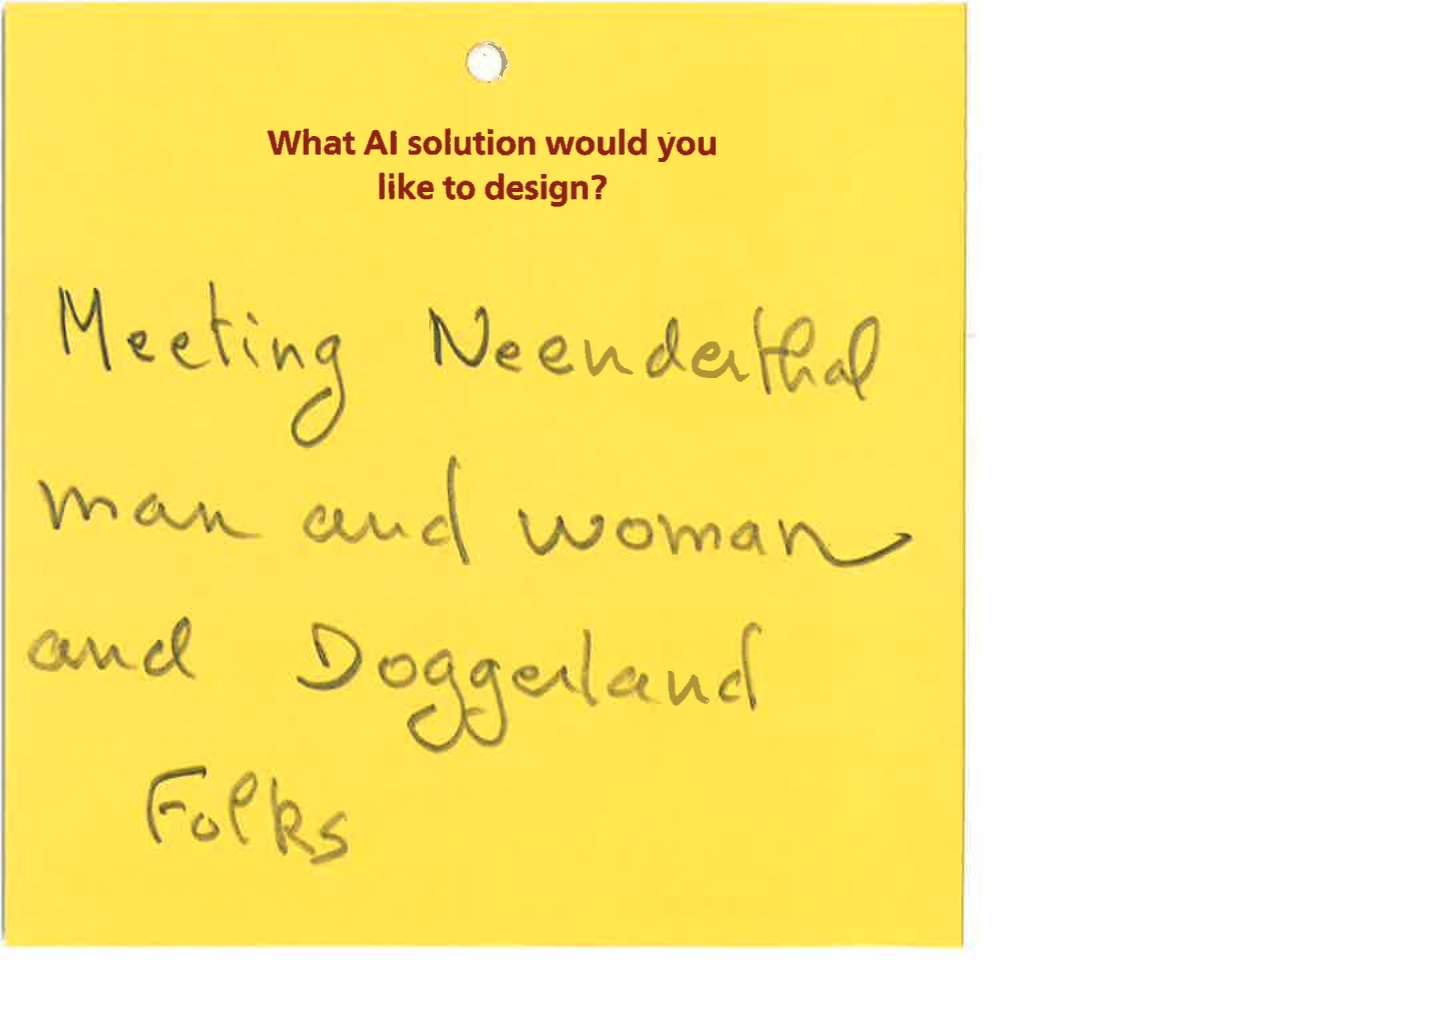 What AI solution would you
like to design?
Meeting Neenderthal
man and woman
and Doggerland
Folks